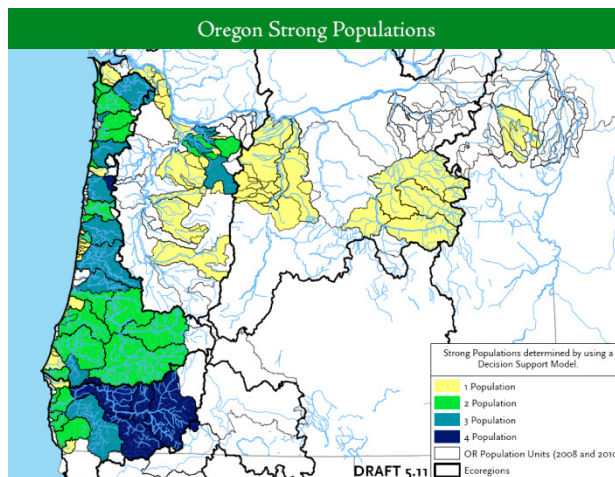 Oregon Strong Populations
Strong Populations determined by using a
Decision Support Model.
1 Population
2 Population
3 Population
4 Population
OR Population Units (2008 and 2010
Ecoregions
DRAFT 5.11